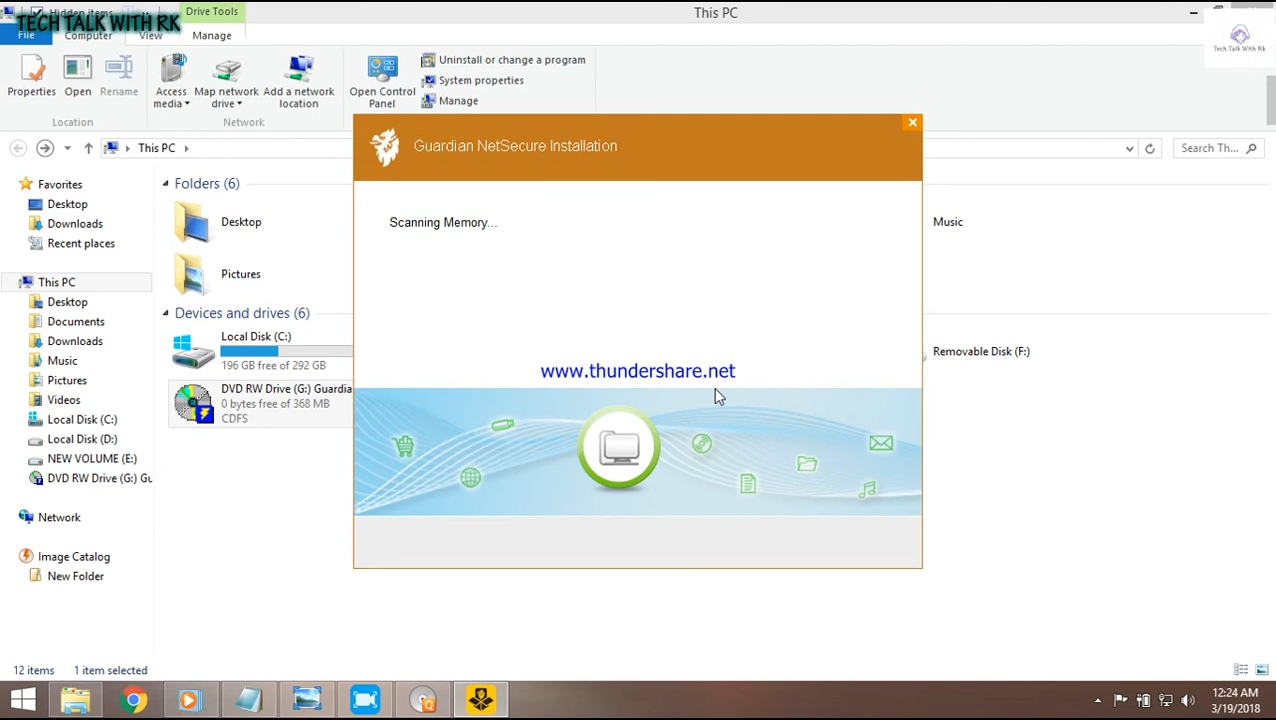 Hidden items
Drive Tools
This PC
TECH TALK WITH RK
File
Computer
View
Manage
Tech Talk With Rk
Properties
Open
Rename
Access media
Map network drive
Add a network location
Open Control Panel
Uninstall or change a program
System properties
Manage
Location
Network
This PC
Search Th...
Guardian NetSecure Installation
Scanning Memory...
www.thundershare.net
Favorites
Desktop
Downloads
Recent places
This PC
Desktop
Documents
Downloads
Music
Pictures
Videos
Local Disk (C:)
Local Disk (D:)
NEW VOLUME (E:)
DVD RW Drive (G:) Gu
Network
Image Catalog
New Folder
Folders (6)
Desktop
Music
Pictures
Devices and drives (6)
Local Disk (C:)
196 GB free of 292 GB
Removable Disk (F:)
DVD RW Drive (G:) Guardia
0 bytes free of 368 MB
CDFS
12 items
1 item selected
12:24 AM
3/19/2018